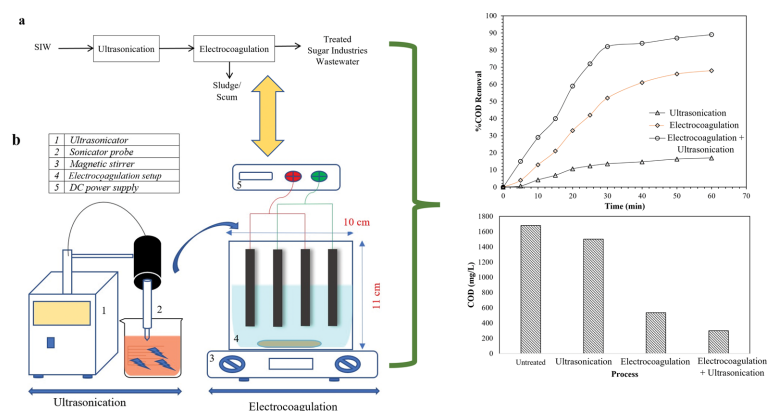 a
SIW
Ultrasonication
Electrocoagulation
Treated
Sugar Industries
Wastewater
Sludge/
Scum
b
1 Ultrasonicator
2 Sonicator probe
3 Magnetic stirrer
4 Electrocoagulation setup
5 DC power supply
5
10 cm
11 cm
1
2
4
3
Ultrasonication
Electrocoagulation
%COD Removal
90
80
70
60
50
40
30
20
10
0
Ultrasonication
Electrocoagulation
Electrocoagulation +
Ultrasonication
0 10 20 30 40 50 60 70
Time (min)
COD (mg/L)
1800
1600
1400
1200
1000
800
600
400
200
0
Untreated Ultrasonication Electrocoagulation Electrocoagulation
+ Ultrasonication
Process